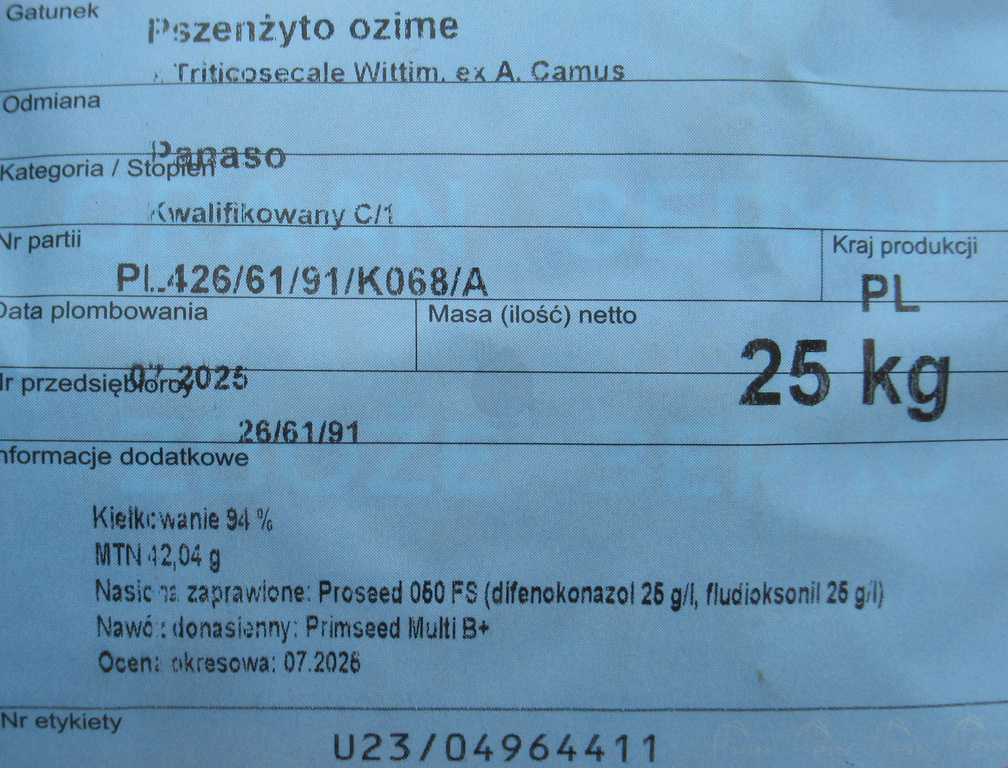 Gatunek
Pszenżyto ozime
x Triticosecale Wittm. ex A. Camus
Odmiana
Panaso
Kategoria / Stopień
Kwalifikowany C/1
Nr partii
PL426/61/91/K068/A
Kraj produkcji
PL
Data plombowania
07.2025
Masa (ilość) netto
25 kg
Nr przedsiębiorcy
26/61/91
Informacje dodatkowe
Kiełkowanie 94 %
MTN 42,04 g
Nasiona zaprawione: Proseed 050 FS (difenokonazol 25 g/l, fludioksonil 25 g/l)
Nawóz donasienny: Primseed Multi B+
Ocena okresowa: 07.2026
Nr etykiety
U23/04964411